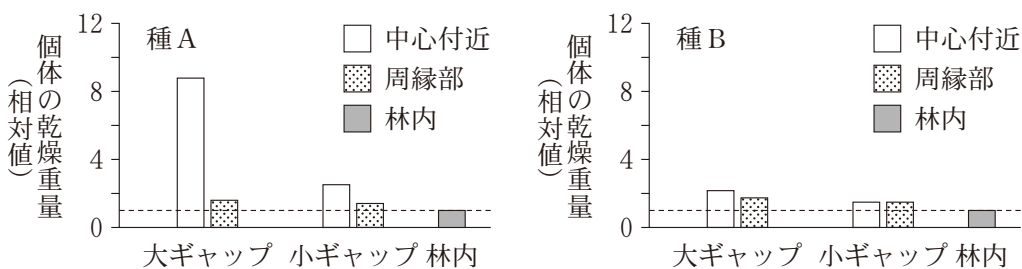 種A
個体の乾燥重量
(相対値)
12
8
4
0
中心付近
周縁部
林内
大ギャップ 小ギャップ 林内
種B
個体の乾燥重量
(相対値)
12
8
4
0
中心付近
周縁部
林内
大ギャップ 小ギャップ 林内